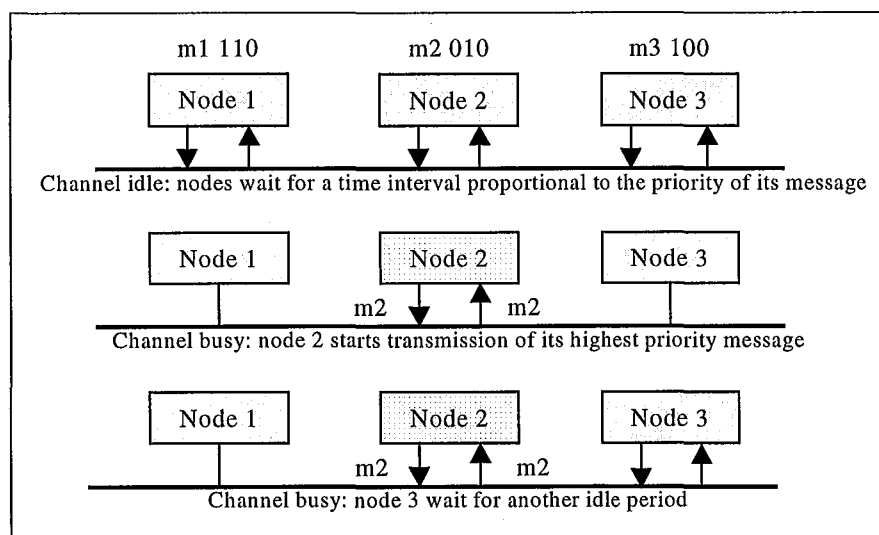 m1 110 m2 010 m3 100
Node 1 Node 2 Node 3
Channel idle: nodes wait for a time interval proportional to the priority of its message
Node 1 Node 2 Node 3
m2 m2
Channel busy: node 2 starts transmission of its highest priority message
Node 1 Node 2 Node 3
m2 m2
Channel busy: node 3 wait for another idle period